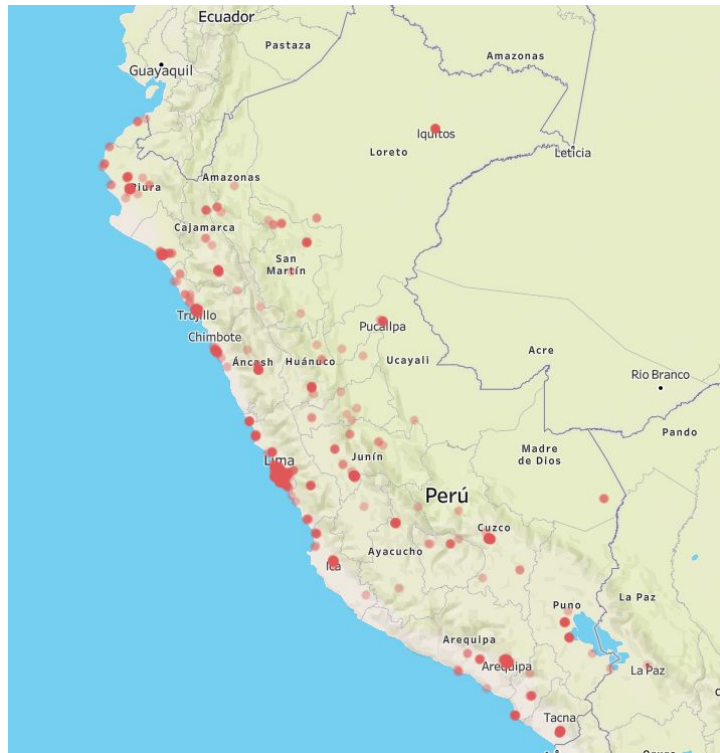 Ecuador
Pastaza
Amazonas
Guayaquil
Iquitos
Loreto
Leticia
Amazonas
Piura
Cajamarca
San
Martín
Trujillo
Pucallpa
Chimbote
Áncash
Huánuco
Ucayali
Acre
Rio Branco
Pando
Madre
de Dios
Lima
Junín
Perú
Cuzco
Ayacucho
Ica
Puno
La Paz
Arequipa
Arequipa
La Paz
Tacna